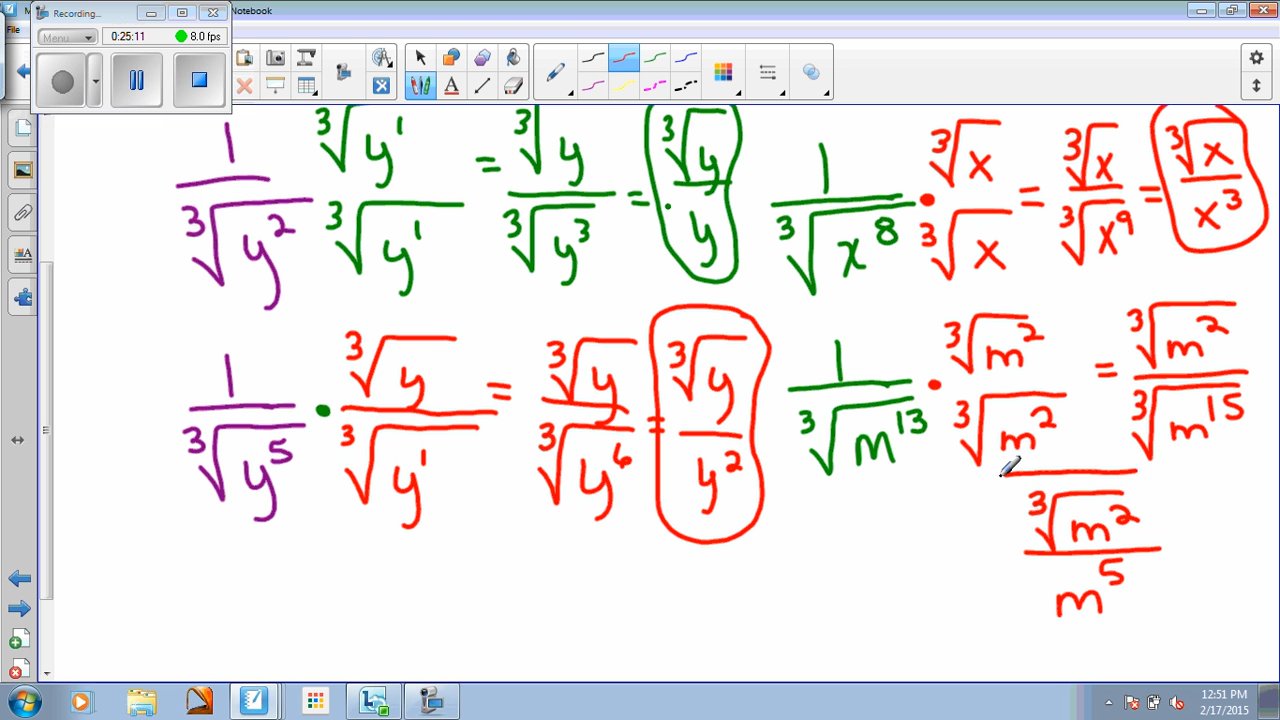 Recording...
Notebook
Menu
0:25:11
8.0 fps
File
A
1/∛y² ∛y¹/∛y¹ = ∛y/∛y³ = ∛y/y
1/∛x⁸ • ∛x/∛x = ∛x/∛x⁹ = ∛x/x³
1/∛y⁵ • ∛y/∛y¹ = ∛y/∛y⁶ = ∛y/y²
1/∛m¹³ • ∛m²/∛m² = ∛m²/∛m¹⁵
∛m²/m⁵
12:51 PM
2/17/2015